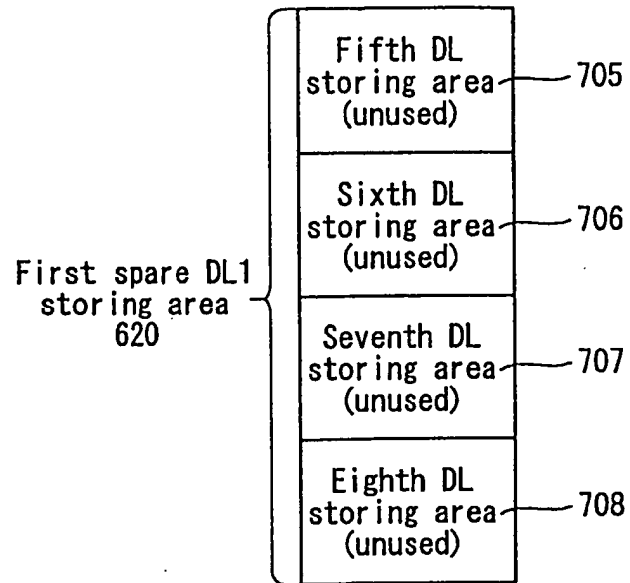 Fifth DL
storing area
(unused)
705
Sixth DL
storing area
(unused)
706
First spare DL1
storing area
620
Seventh DL
storing area
(unused)
707
Eighth DL
storing area
(unused)
708